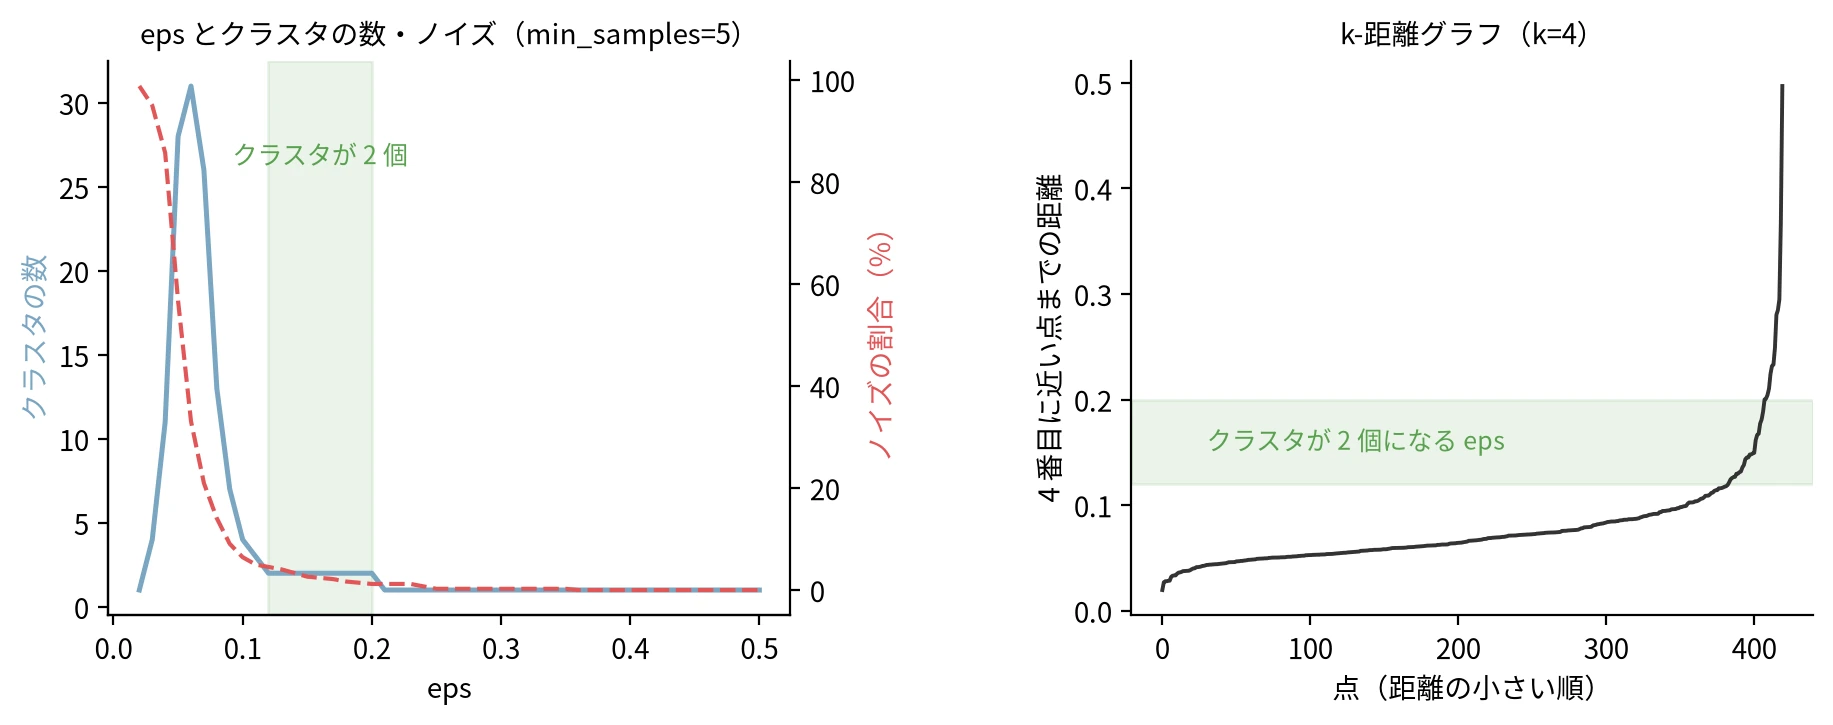 eps とクラスタの数・ノイズ（min_samples=5）
クラスタの数
30
25
20
15
10
5
0
クラスタが 2 個
100
80
60
40
20
0
ノイズの割合（%）
0.0 0.1 0.2 0.3 0.4 0.5
eps
k-距離グラフ（k=4）
4 番目に近い点までの距離
0.5
0.4
0.3
0.2
0.1
0.0
クラスタが 2 個になる eps
0 100 200 300 400
点（距離の小さい順）